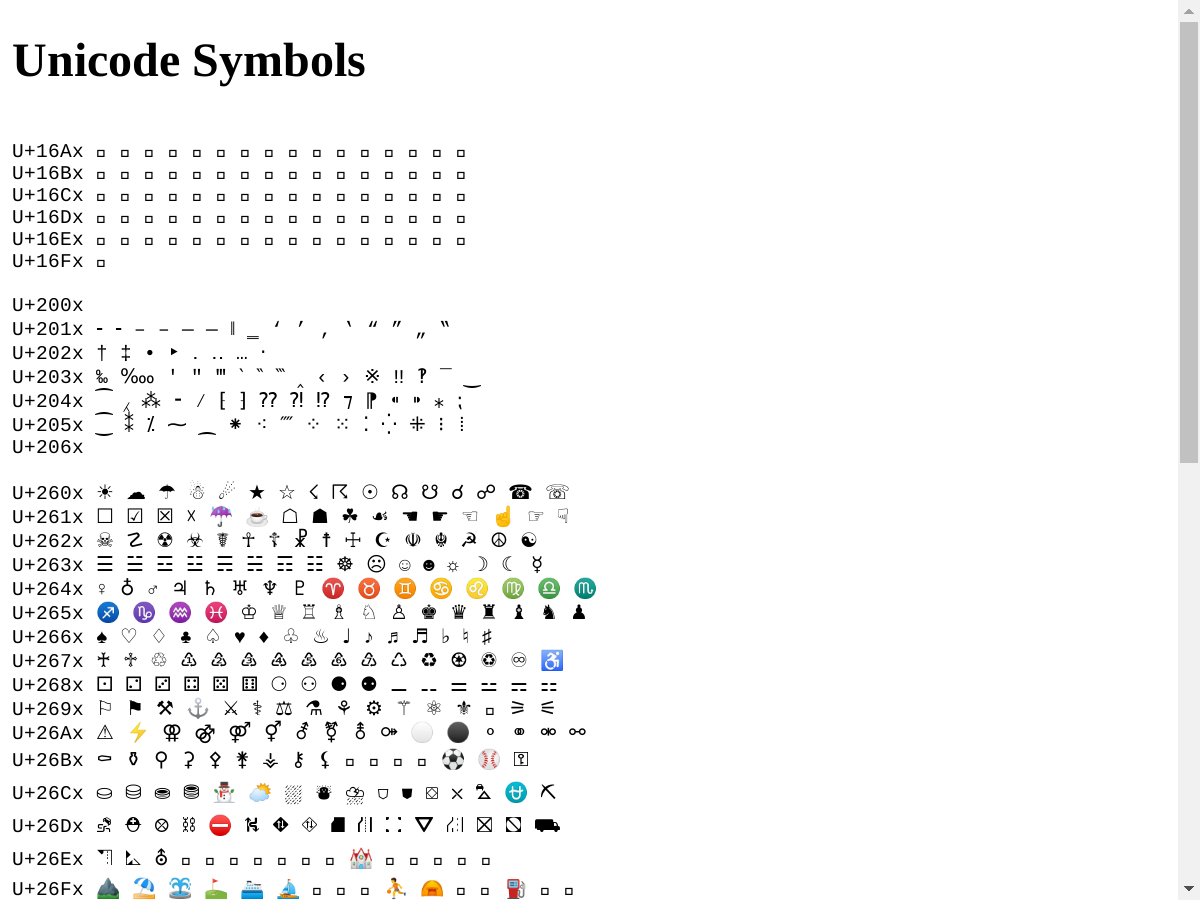 Unicode Symbols
U+16Ax
U+16Bx
U+16Cx
U+16Dx
U+16Ex
U+16Fx
U+200x
U+201x ‐ ‑ ‒ – — ― ‖ ‗ ‘ ’ ‚ ‛ “ ” „ ‟
U+202x † ‡ • ‣ ․ ‥ … ‧
U+203x ‰ ‱ ′ ″ ‴ ‵ ‶ ‷ ‸ ‹ › ※ ‼ ‽ ‾ ‿
U+204x ⁀ ⁁ ⁂ ⁃ ⁄ ⁅ ⁆ ⁇ ⁈ ⁉ ⁊ ⁋ ⁌ ⁍ ⁎ ⁏
U+205x ⁐ ⁑ ⁒ ⁓ ⁔ ⁕ ⁖ ⁗ ⁘ ⁙ ⁚ ⁛ ⁜ ⁝ ⁞
U+206x
U+260x ☀ ☁ ☂ ☃ ☄ ★ ☆ ☇ ☈ ☉ ☊ ☋ ☌ ☍ ☎ ☏
U+261x ☐ ☑ ☒ ☓ ☔ ☕ ☖ ☗ ☘ ☙ ☚ ☛ ☜ ☝ ☞ ☟
U+262x ☠ ☡ ☢ ☣ ☤ ☥ ☦ ☧ ☨ ☩ ☪ ☫ ☬ ☭ ☮ ☯
U+263x ☰ ☱ ☲ ☳ ☴ ☵ ☶ ☷ ☸ ☹ ☺ ☻ ☼ ☽ ☾ ☿
U+264x ♀ ♁ ♂ ♃ ♄ ♅ ♆ ♇ ♈ ♉ ♊ ♋ ♌ ♍ ♎ ♏
U+265x ♐ ♑ ♒ ♓ ♔ ♕ ♖ ♗ ♘ ♙ ♚ ♛ ♜ ♝ ♞ ♟
U+266x ♠ ♡ ♢ ♣ ♤ ♥ ♦ ♧ ♨ ♩ ♪ ♬ ♬ ♭ ♮ ♯
U+267x ♰ ♱ ♲ ♳ ♴ ♵ ♶ ♷ ♸ ♹ ♺ ♻ ♼ ♽ ♾ ♿
U+268x ⚀ ⚁ ⚂ ⚃ ⚄ ⚅ ⚆ ⚇ ⚈ ⚉ ⚊ ⚋ ⚌ ⚍ ⚎ ⚏
U+269x ⚐ ⚑ ⚒ ⚓ ⚔ ⚕ ⚖ ⚗ ⚘ ⚙ ⚚ ⚛ ⚜ ⚞ ⚟
U+26Ax ⚠ ⚡ ⚢ ⚣ ⚤ ⚥ ⚦ ⚧ ⚨ ⚩ ⚪ ⚫ ⚬ ⚭ ⚮ ⚯
U+26Bx ⚰ ⚱ ⚲ ⚳ ⚴ ⚵ ⚶ ⚷ ⚸ ⚽ ⚾ ⚿
U+26Cx ⛀ ⛁ ⛂ ⛃ ⛄ ⛅ ⛆ ⛇ ⛈ ⛉ ⛊ ⛋ ⛌ ⛍ ⛎ ⛏
U+26Dx ⛐ ⛑ ⛒ ⛓ ⛔ ⛕ ⛖ ⛗ ⛘ ⛙ ⛚ ⛛ ⛜ ⛝ ⛞ ⛟
U+26Ex ⛠ ⛡ ⛢ ⛪
U+26Fx ⛰ ⛱ ⛲ ⛳ ⛴ ⛵ ⛹ ⛺ ⛽